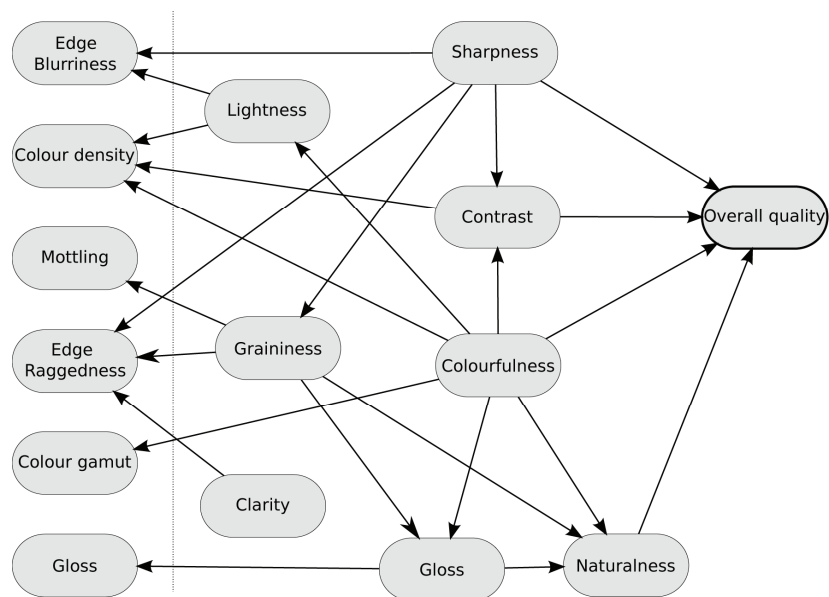 Edge
Blurriness
Sharpness
Lightness
Colour density
Contrast
Overall quality
Mottling
Graininess
Edge
Raggedness
Colourfulness
Colour gamut
Clarity
Gloss
Gloss
Naturalness